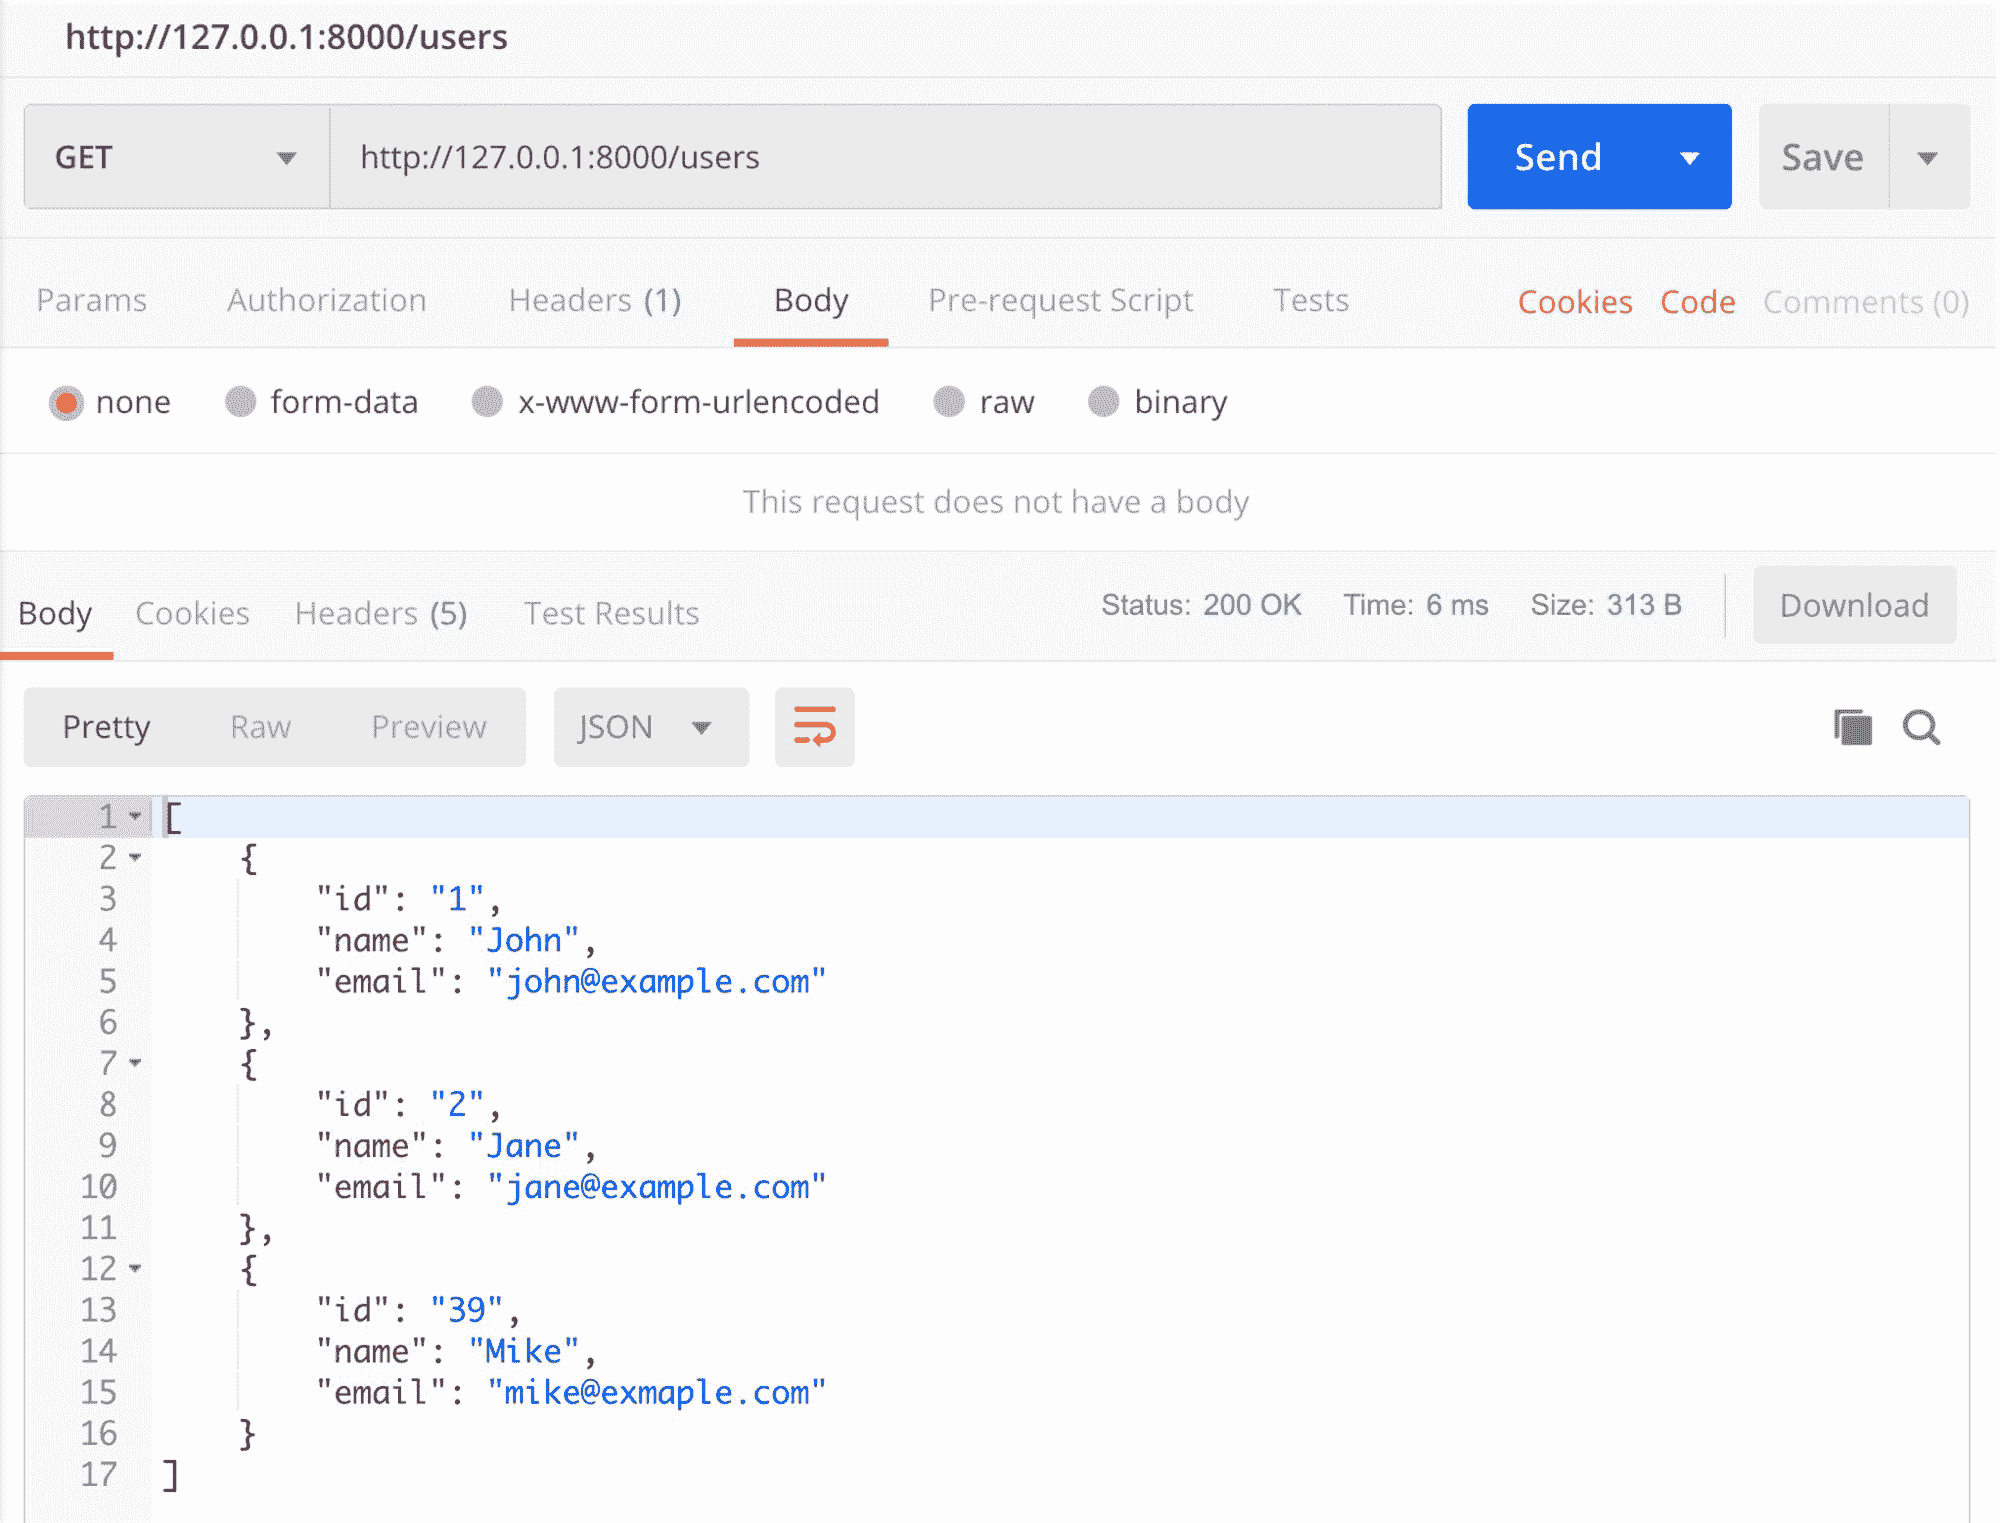 http://127.0.0.1:8000/users
GET http://127.0.0.1:8000/users Send Save
Params Authorization Headers (1) Body Pre-request Script Tests Cookies Code Comments (0)
none form-data x-www-form-urlencoded raw binary
This request does not have a body
Body Cookies Headers (5) Test Results Status: 200 OK Time: 6 ms Size: 313 B Download
Pretty Raw Preview JSON
1 [
2 {
3 "id": "1",
4 "name": "John",
5 "email": "john@example.com"
6 },
7 {
8 "id": "2",
9 "name": "Jane",
10 "email": "jane@example.com"
11 },
12 {
13 "id": "39",
14 "name": "Mike",
15 "email": "mike@exmaple.com"
16 }
17 ]